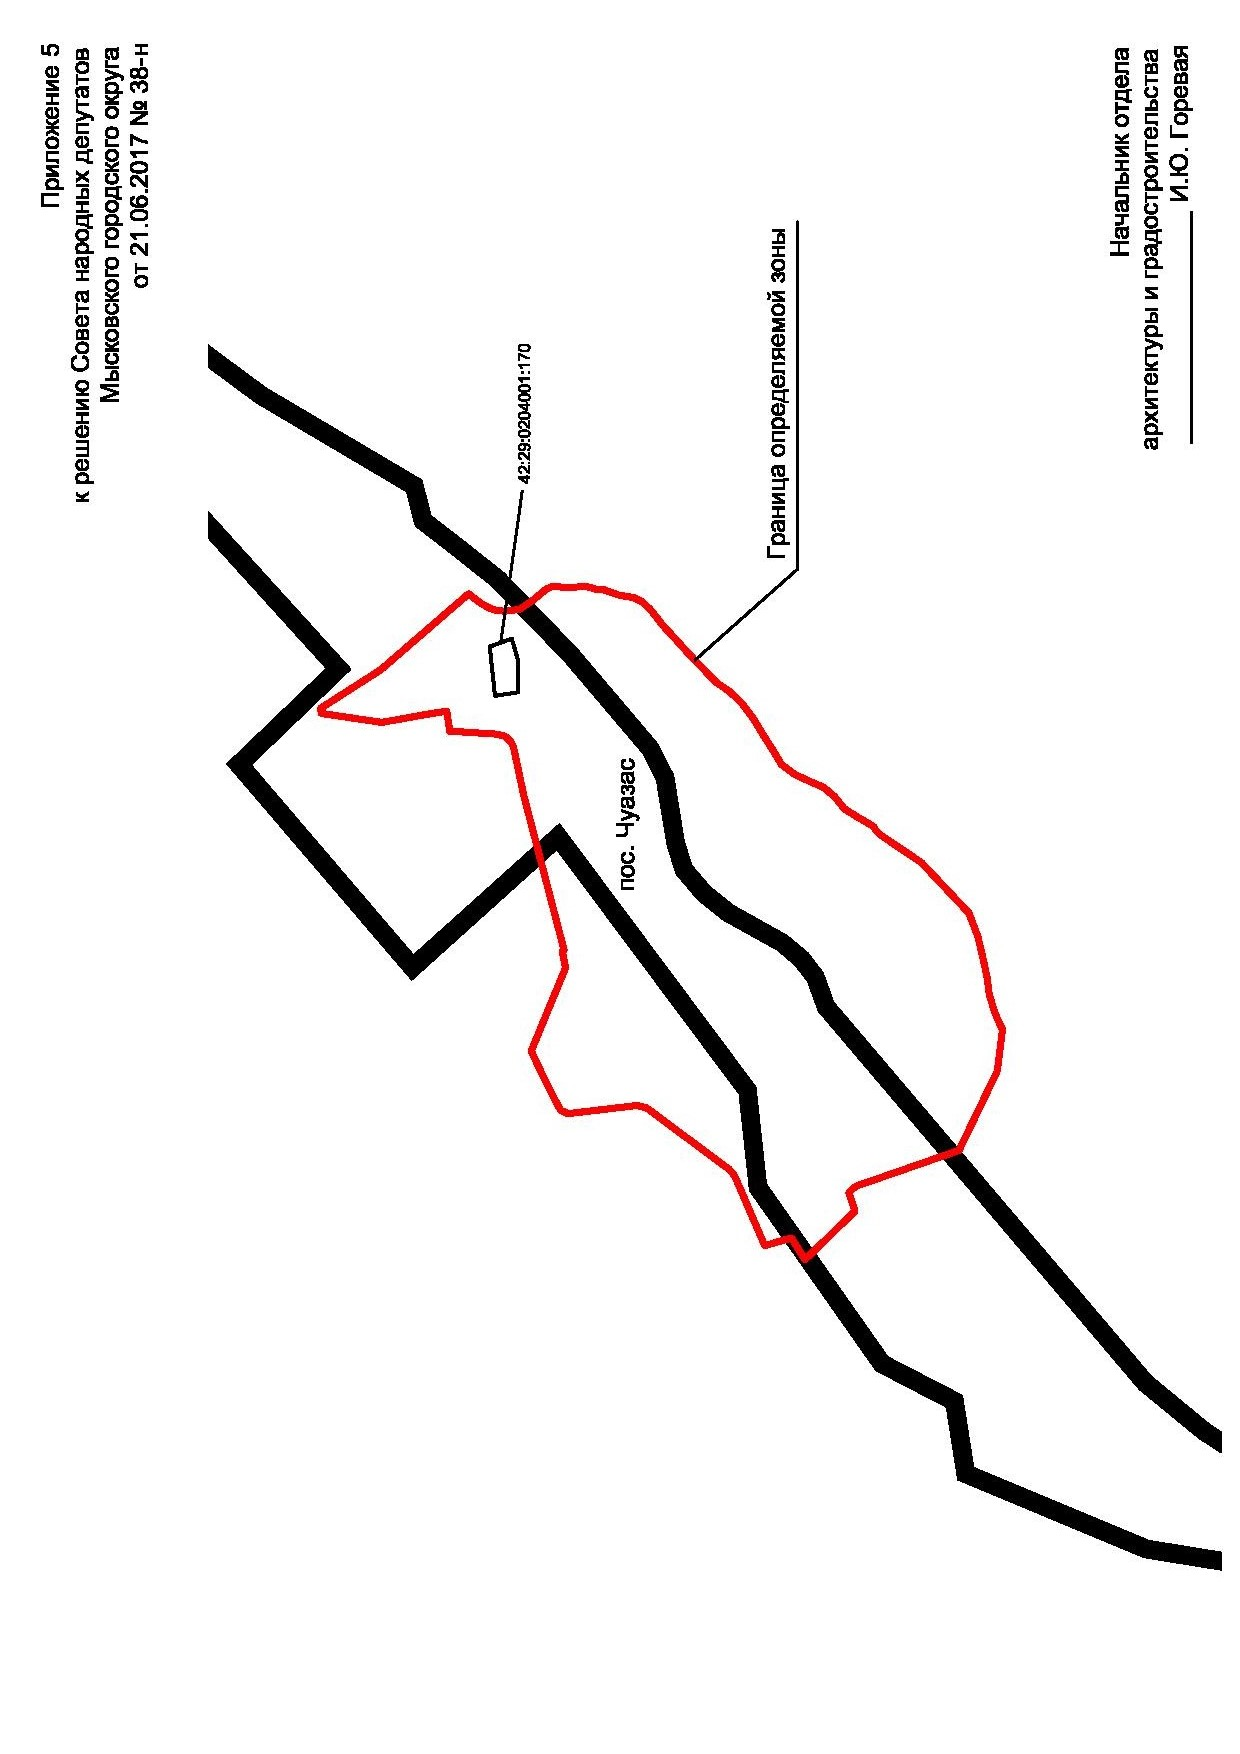 Приложение 5
к решению Совета народных депутатов
Мысковского городского округа
от 21.06.2017 № 38-н
42:29:0204001:170
Граница определяемой зоны
пос. Чуазас
Начальник отдела
архитектуры и градостроительства
И.Ю. Горевая